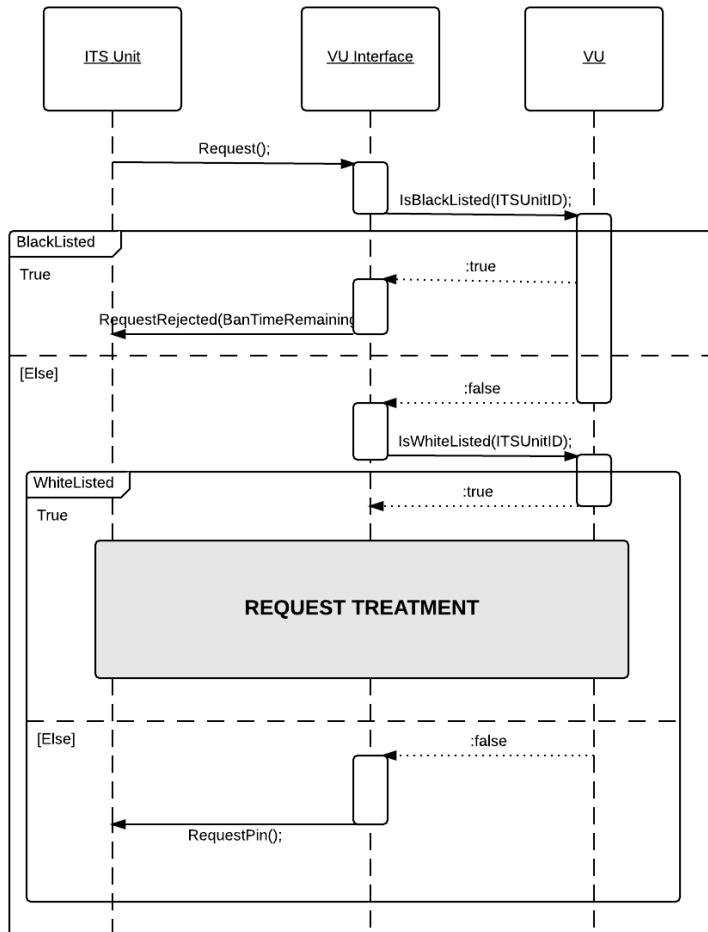 ITS Unit
VU Interface
VU
Request();
IsBlackListed(ITSUnitID);
BlackListed
True
:true
RequestRejected(BanTimeRemaining
[Else]
:false
IsWhiteListed(ITSUnitID);
WhiteListed
:true
True
REQUEST TREATMENT
[Else]
:false
RequestPin();